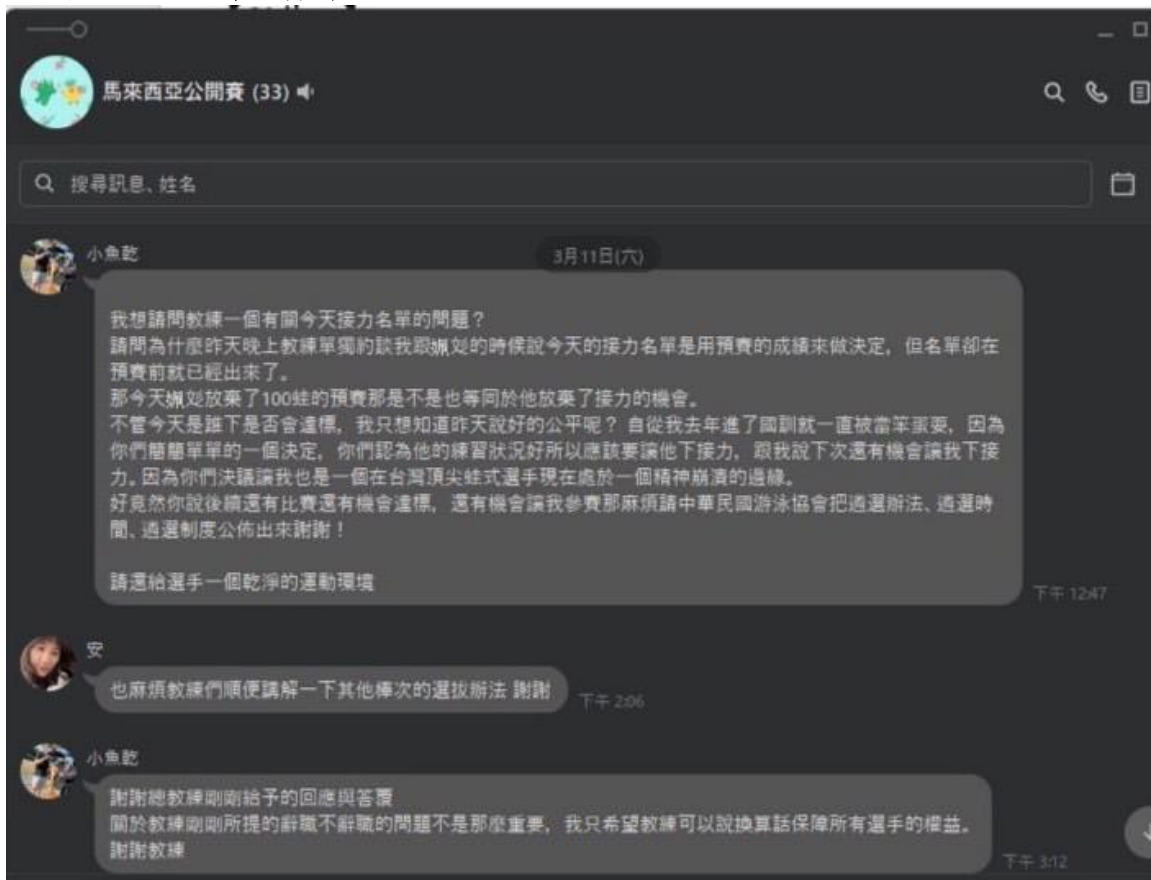 馬來西亞公開賽 (33)
搜尋訊息、姓名
小魚乾
3月11日(六)
我想請問教練一個有關今天接力名單的問題？
請問為什麼昨天晚上教練單獨約談我跟姵彣的時候說今天的接力名單是用預賽的成績來做決定，但名單卻在
預賽前就已經出來了。
那今天姵彣放棄了100蛙的預賽那是不是也等同於他放棄了接力的機會。
不管今天是誰下是否會達標，我只想知道昨天說好的公平呢？ 自從我去年進了國訓就一直被當笨蛋耍，因為
你們簡簡單單的一個決定，你們認為他的練習狀況好所以應該要讓他下接力，跟我說下次還有機會讓我下接
力。因為你們決議讓我也是一個在台灣頂尖蛙式選手現在處於一個精神崩潰的邊緣。
好竟然你說後續還有比賽還有機會達標，還有機會讓我參賽那麻煩請中華民國游泳協會把遴選辦法、遴選時
間、遴選制度公佈出來謝謝！
請還給選手一個乾淨的運動環境
下午 12:47
安
也麻煩教練們順便講解一下其他棒次的選拔辦法 謝謝
下午 2:06
小魚乾
謝謝總教練剛剛給予的回應與答覆
關於教練剛剛所提的辭職不辭職的問題不是那麼重要，我只希望教練可以說換算話保障所有選手的權益。
謝謝教練
下午 3:12